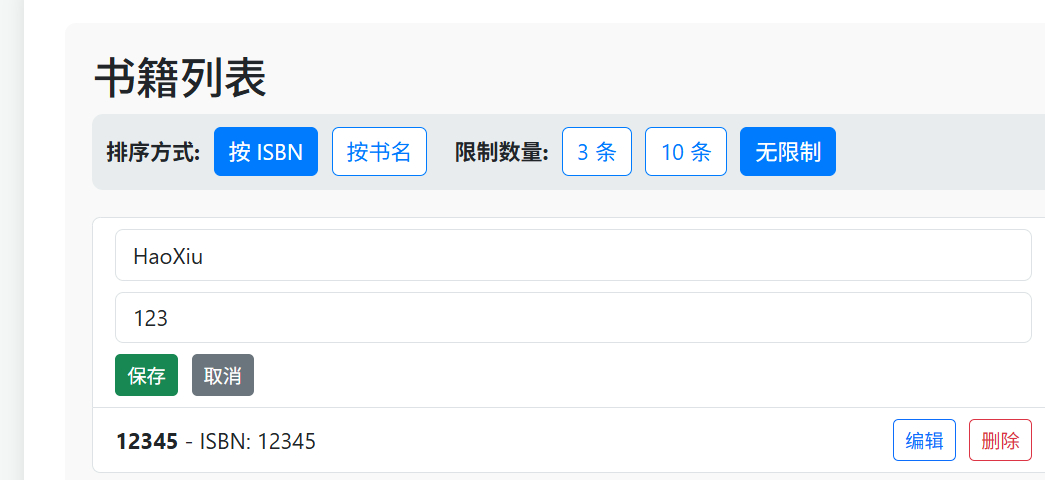 书籍列表
排序方式: 按 ISBN 按书名 限制数量: 3 条 10 条 无限制
HaoXiu
123
保存 取消
12345 - ISBN: 12345 编辑 删除